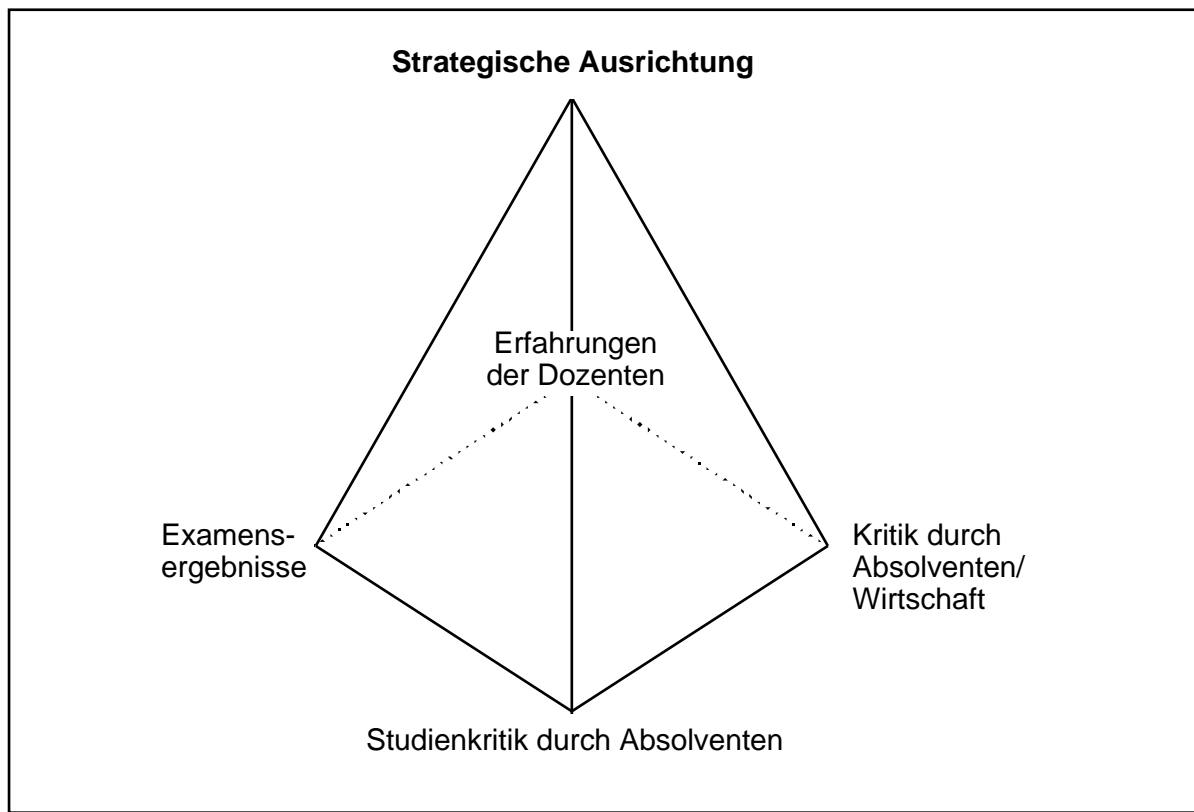 Strategische Ausrichtung
Erfahrungen
der Dozenten
Examens-
ergebnisse
Kritik durch
Absolventen/
Wirtschaft
Studienkritik durch Absolventen